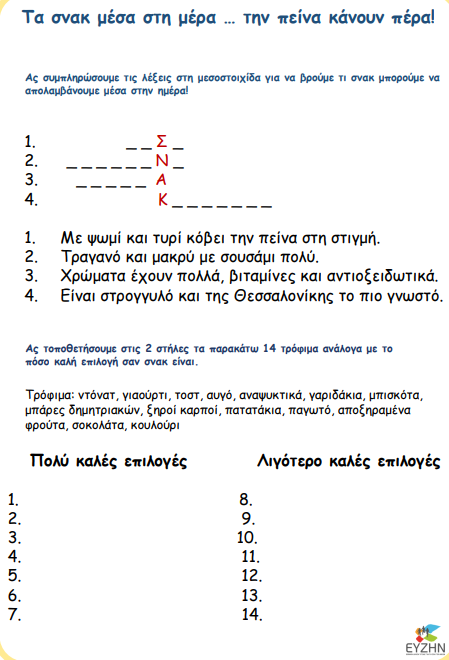 Τα σνακ μέσα στη μέρα … την πείνα κάνουν πέρα!
Ας συμπληρώσουμε τις λέξεις στη μεσοστοιχίδα για να βρούμε τι σνακ μπορούμε να
απολαμβάνουμε μέσα στην ημέρα!
1. _ _ Σ _
2. _ _ _ _ _ _ Ν _
3. _ _ _ _ _ Α
4. Κ _ _ _ _ _ _ _
1. Με ψωμί και τυρί κόβει την πείνα στη στιγμή.
2. Τραγανό και μακρύ με σουσάμι πολύ.
3. Χρώματα έχουν πολλά, βιταμίνες και αντιοξειδωτικά.
4. Είναι στρογγυλό και της Θεσσαλονίκης το πιο γνωστό.
Ας τοποθετήσουμε στις 2 στήλες τα παρακάτω 14 τρόφιμα ανάλογα με το
πόσο καλή επιλογή σαν σνακ είναι.
Τρόφιμα: ντόνατ, γιαούρτι, τοστ, αυγό, αναψυκτικά, γαριδάκια, μπισκότα,
μπάρες δημητριακών, ξηροί καρποί, πατατάκια, παγωτό, αποξηραμένα
φρούτα, σοκολάτα, κουλούρι
Πολύ καλές επιλογές Λιγότερο καλές επιλογές
1. 8.
2. 9.
3. 10.
4. 11.
5. 12.
6. 13.
7. 14.
ΕΥΖΗΝ